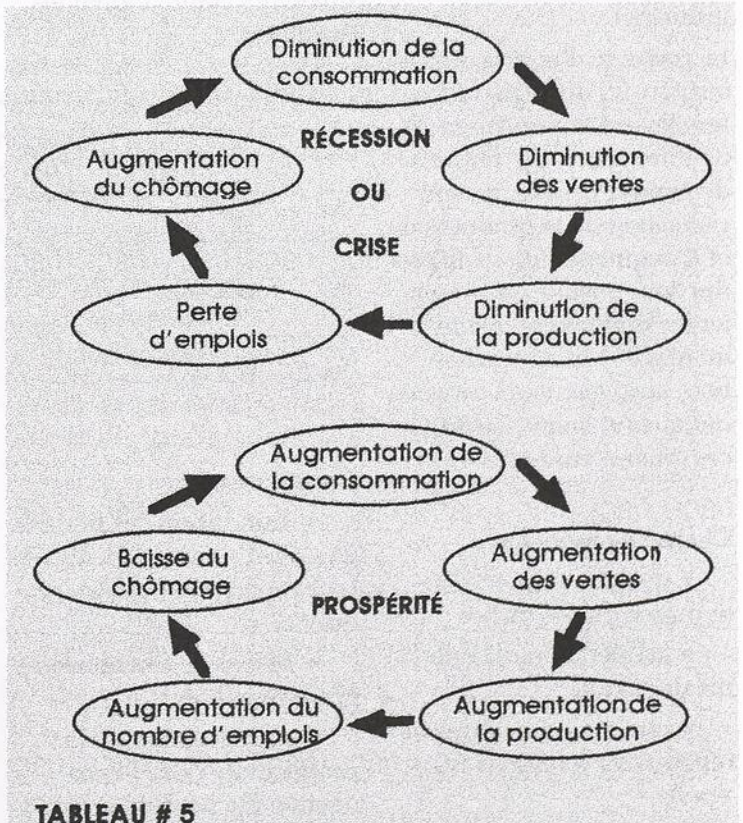 Diminution de la
consommation
RÉCESSION
OU
CRISE
Diminution
des ventes
Diminution de
la production
Perte
d'emplois
Augmentation
du chômage
Augmentation de
la consommation
PROSPÉRITÉ
Augmentation
des ventes
Augmentation de
la production
Augmentation du
nombre d'emplois
Baisse du
chômage
TABLEAU # 5